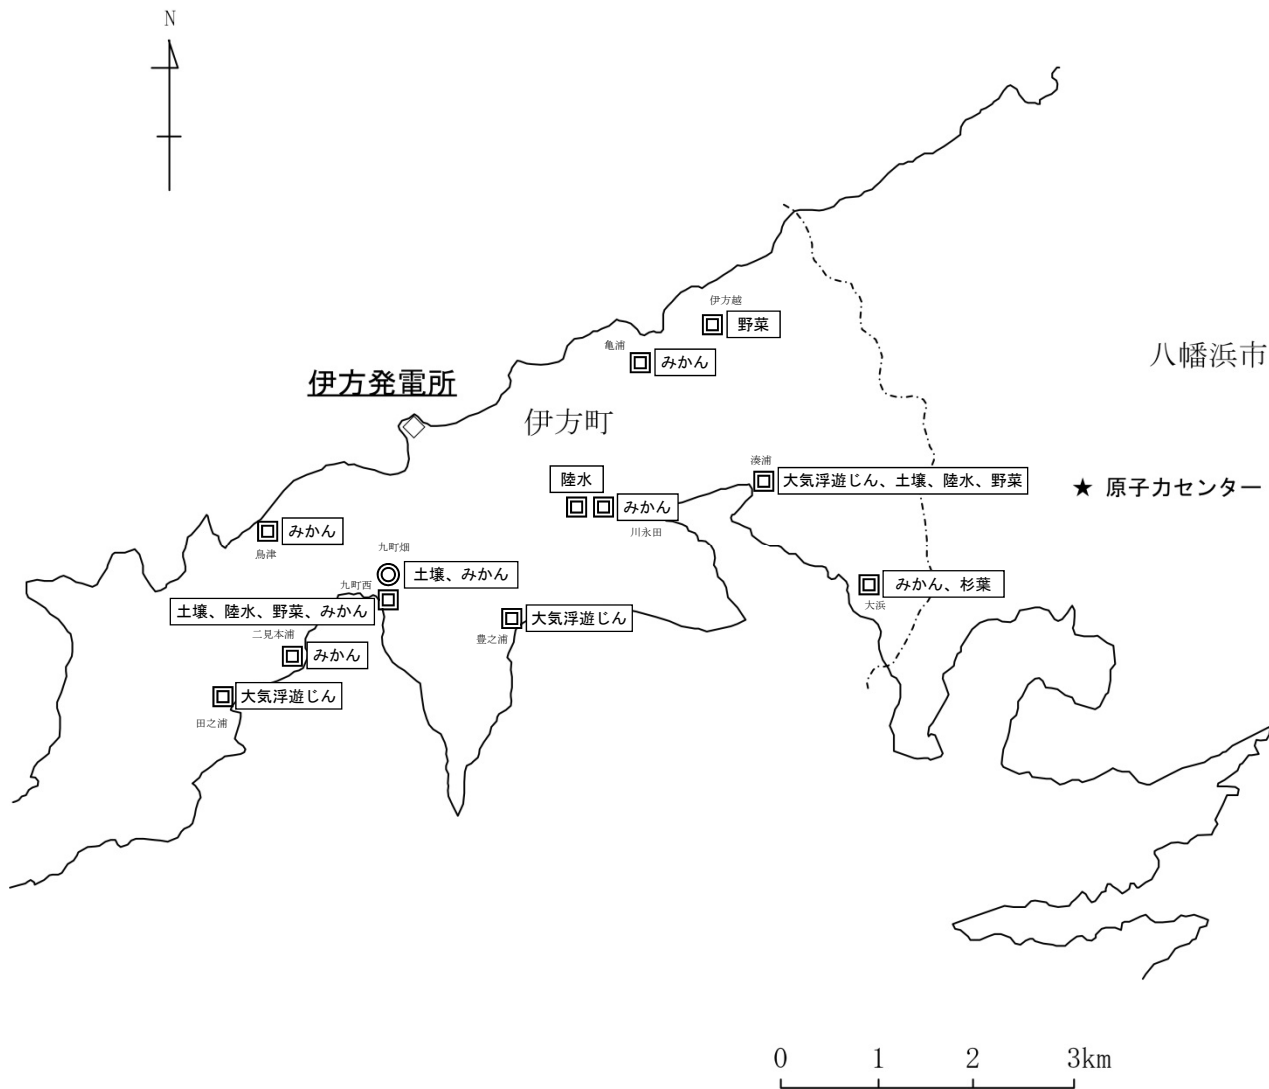 N
伊方越
野菜
亀浦
みかん
八幡浜市
伊方発電所
伊方町
湊浦
陸水
大気浮遊じん、土壌、陸水、野菜
★ 原子力センター
みかん
川永田
みかん
鳥津
九町畑
土壌、みかん
九町西
みかん、杉葉
大浜
土壌、陸水、野菜、みかん
大気浮遊じん
豊之浦
二見本浦
みかん
大気浮遊じん
田之浦
0 1 2 3km